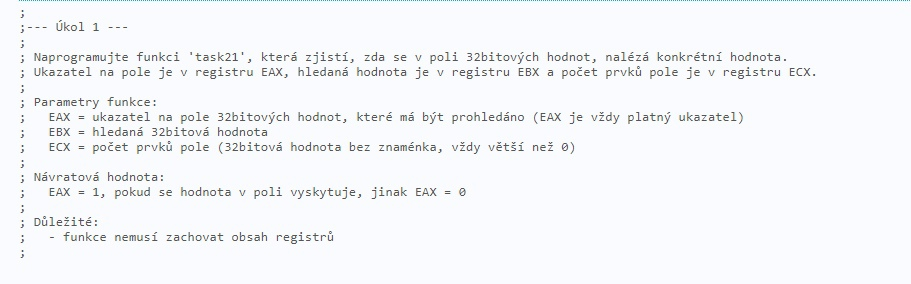 ;
;--- Úkol 1 ---
;
; Naprogramujte funkci 'task21', která zjistí, zda se v poli 32bitových hodnot, nalézá konkrétní hodnota.
; Ukazatel na pole je v registru EAX, hledaná hodnota je v registru EBX a počet prvků pole je v registru ECX.
;
; Parametry funkce:
;   EAX = ukazatel na pole 32bitových hodnot, které má být prohledáno (EAX je vždy platný ukazatel)
;   EBX = hledaná 32bitová hodnota
;   ECX = počet prvků pole (32bitová hodnota bez znaménka, vždy větší než 0)
;
; Návratová hodnota:
;   EAX = 1, pokud se hodnota v poli vyskytuje, jinak EAX = 0
;
; Důležité:
;   - funkce nemusí zachovat obsah registrů
;